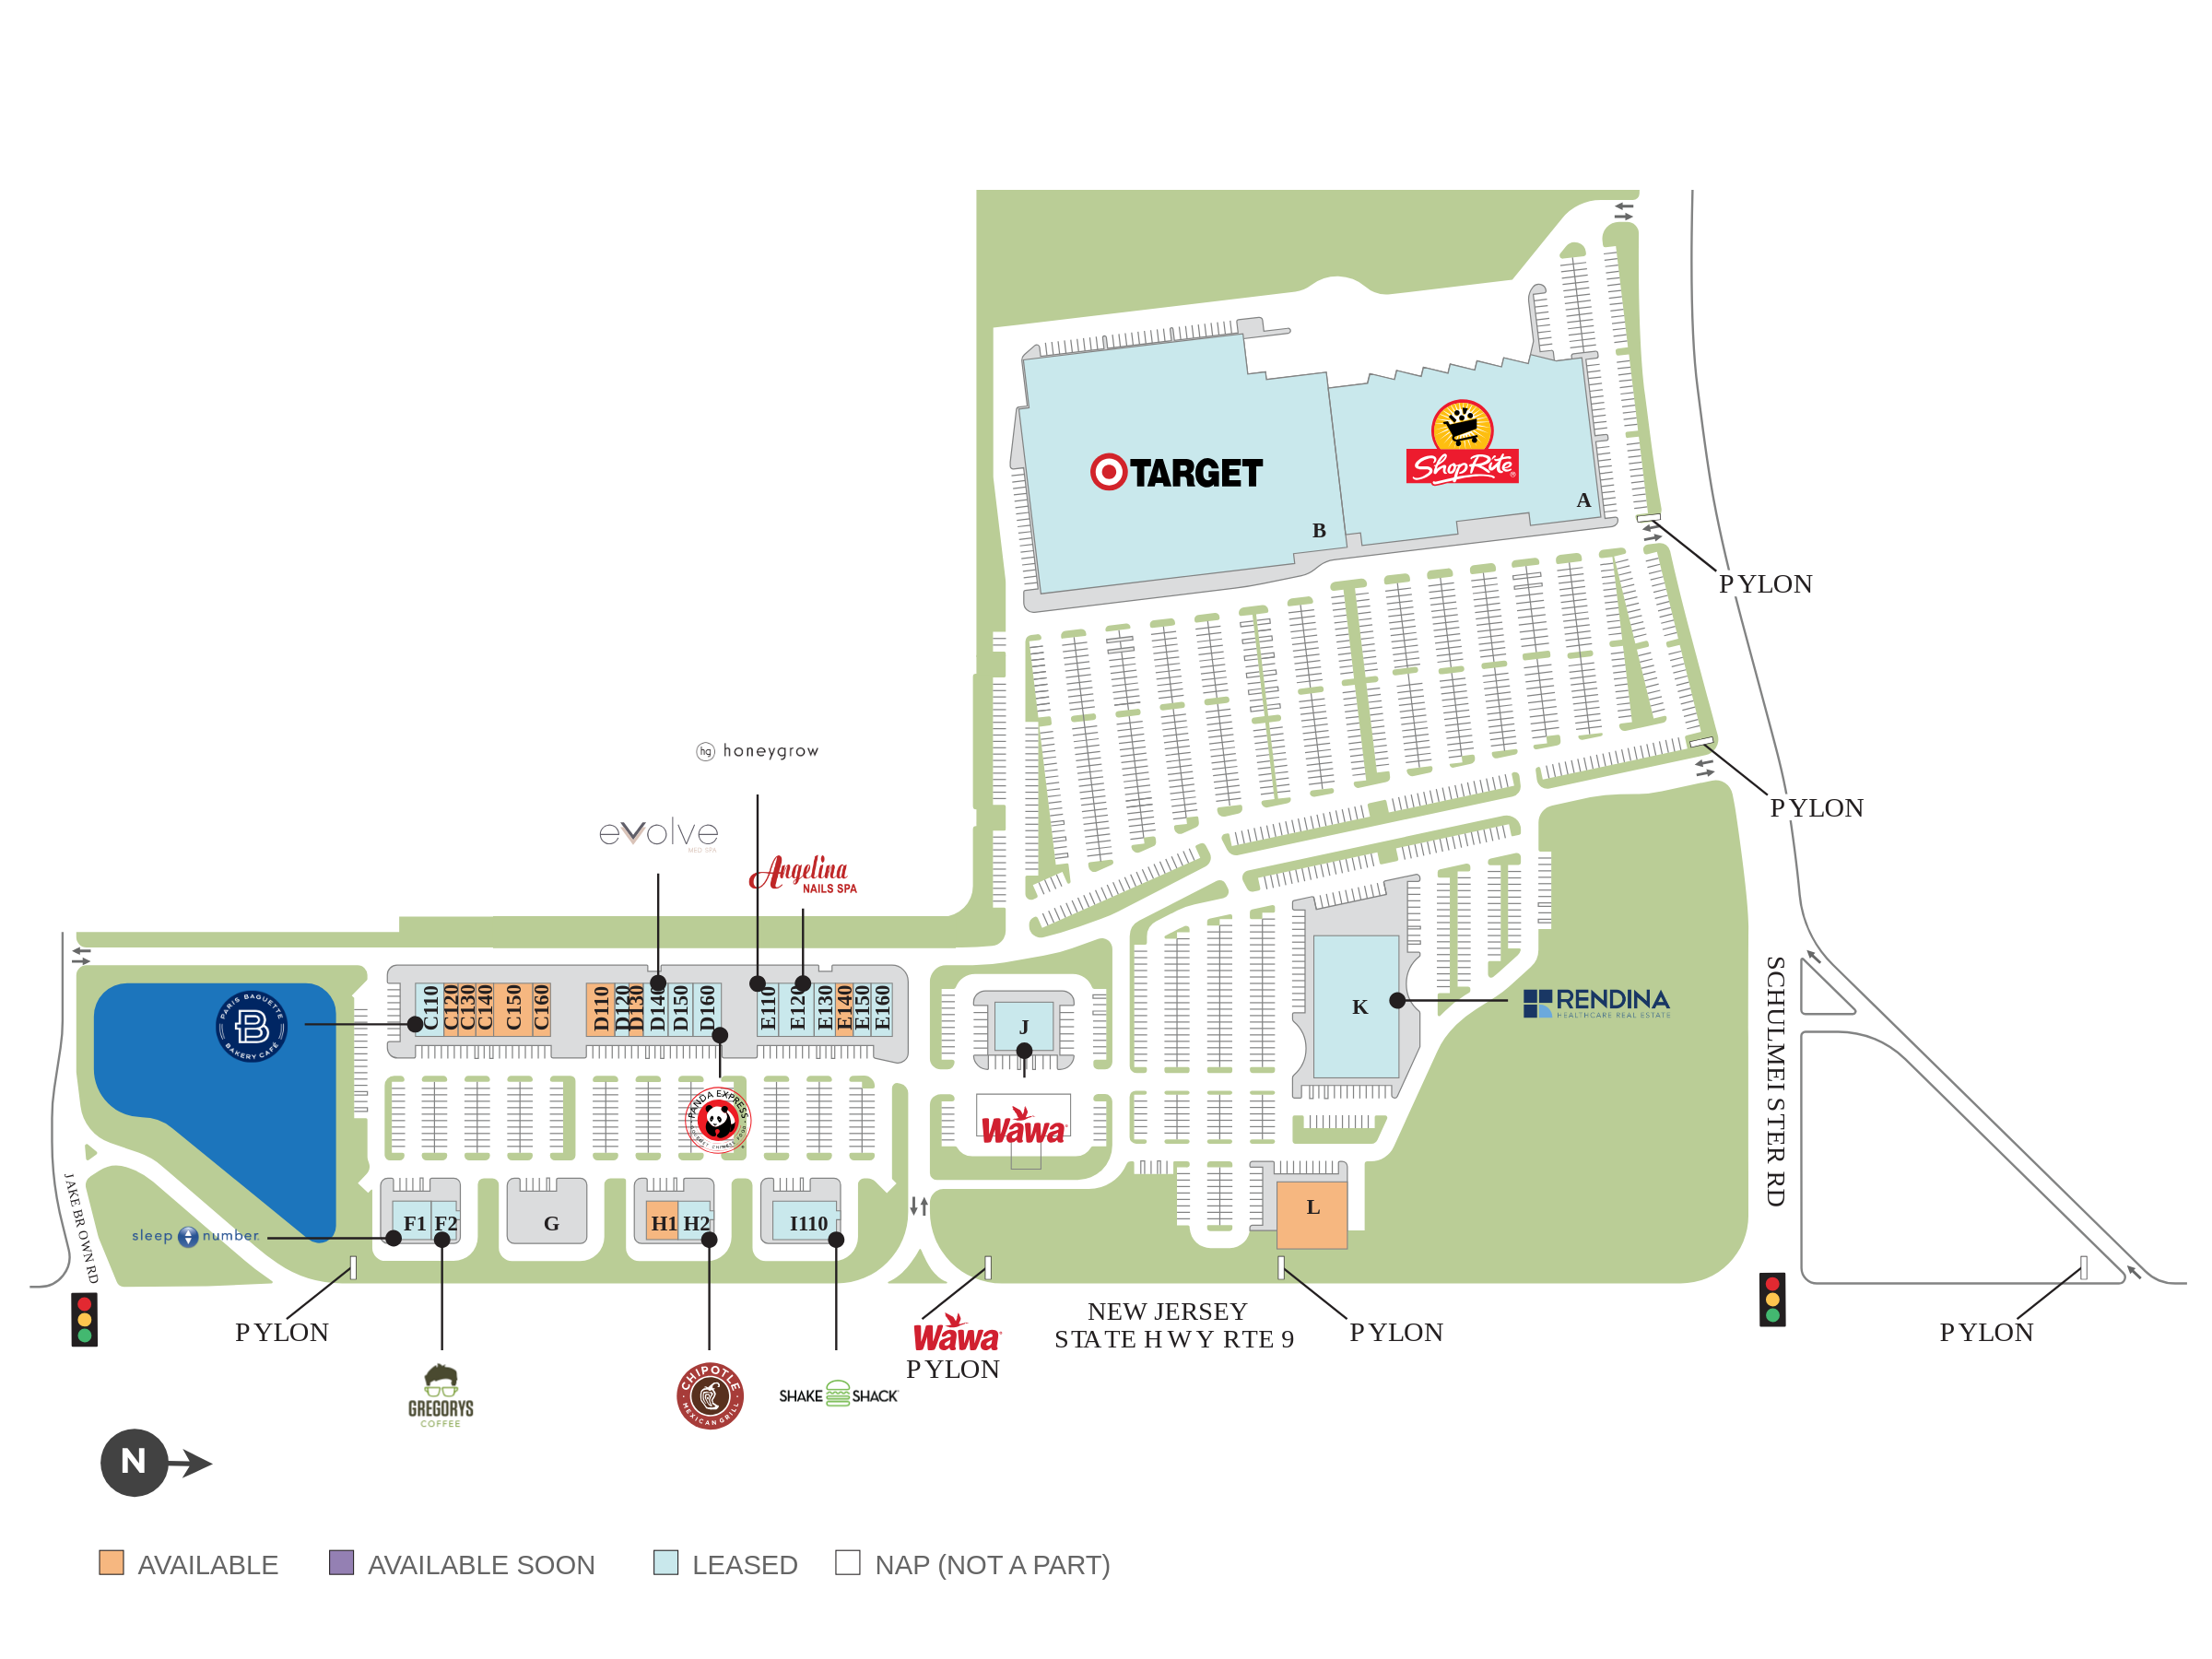 TARGET
ShopRite
A
B
PYLON
PYLON
hg honeygrow
evolve
MED SPA
Angelina
NAILS SPA
PARIS BAGUETTE
B
BAKERY CAFÉ
C110
C120
C130
C140
C150
C160
D110
D120
D130
D140
D150
D160
E110
E120
E130
E140
E150
E160
J
K
RENDINA
HEALTHCARE REAL ESTATE
SCHULMEISTER RD
PANDA EXPRESS
GOURMET CHINESE FOOD
Wawa
JAKE BROWN RD
sleep number
F1
F2
G
H1
H2
I110
L
PYLON
Wawa
PYLON
NEW JERSEY
STATE HWY RTE 9
PYLON
PYLON
GREGORYS
COFFEE
CHIPOTLE
MEXICAN GRILL
SHAKE SHACK
N
AVAILABLE
AVAILABLE SOON
LEASED
NAP (NOT A PART)